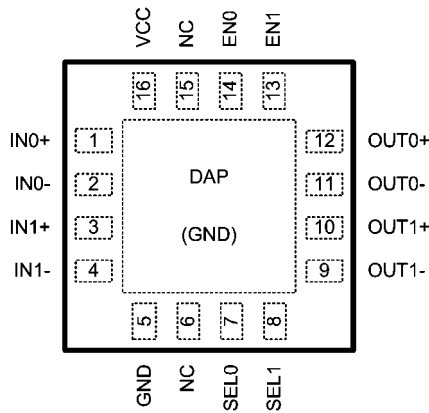 VCC NC EN0 EN1
16 15 14 13
IN0+ 1 12 OUT0+
IN0- 2 DAP 11 OUT0-
IN1+ 3 (GND) 10 OUT1+
IN1- 4 9 OUT1-
5 6 7 8
GND NC SEL0 SEL1